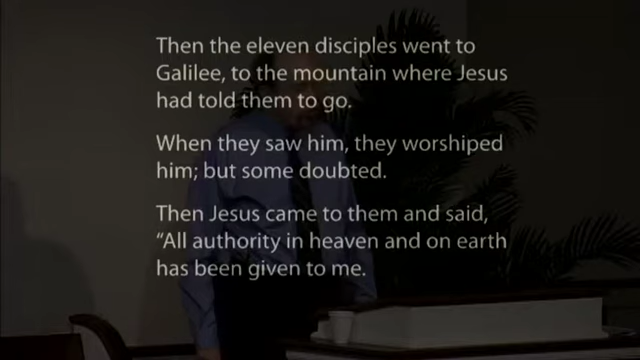 Then the eleven disciples went to
Galilee, to the mountain where Jesus
had told them to go.
When they saw him, they worshiped
him; but some doubted.
Then Jesus came to them and said,
“All authority in heaven and on earth
has been given to me.